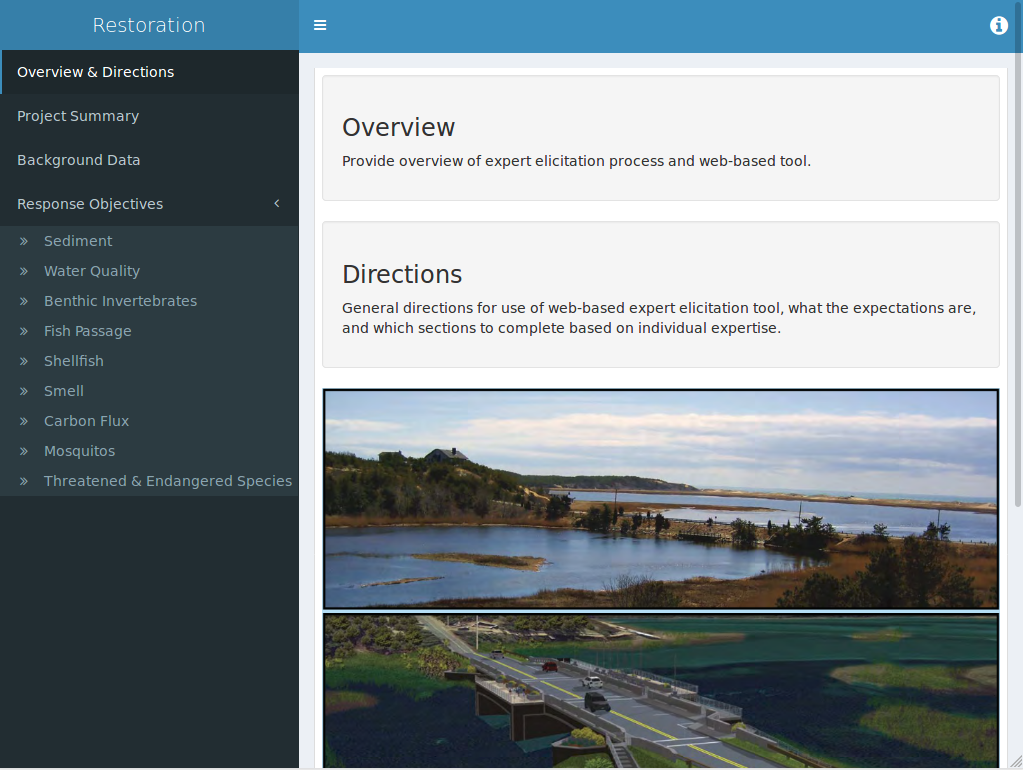 Restoration
Overview & Directions
Project Summary
Background Data
Response Objectives
Sediment
Water Quality
Benthic Invertebrates
Fish Passage
Shellfish
Smell
Carbon Flux
Mosquitos
Threatened & Endangered Species
Overview
Provide overview of expert elicitation process and web-based tool.
Directions
General directions for use of web-based expert elicitation tool, what the expectations are,
and which sections to complete based on individual expertise.